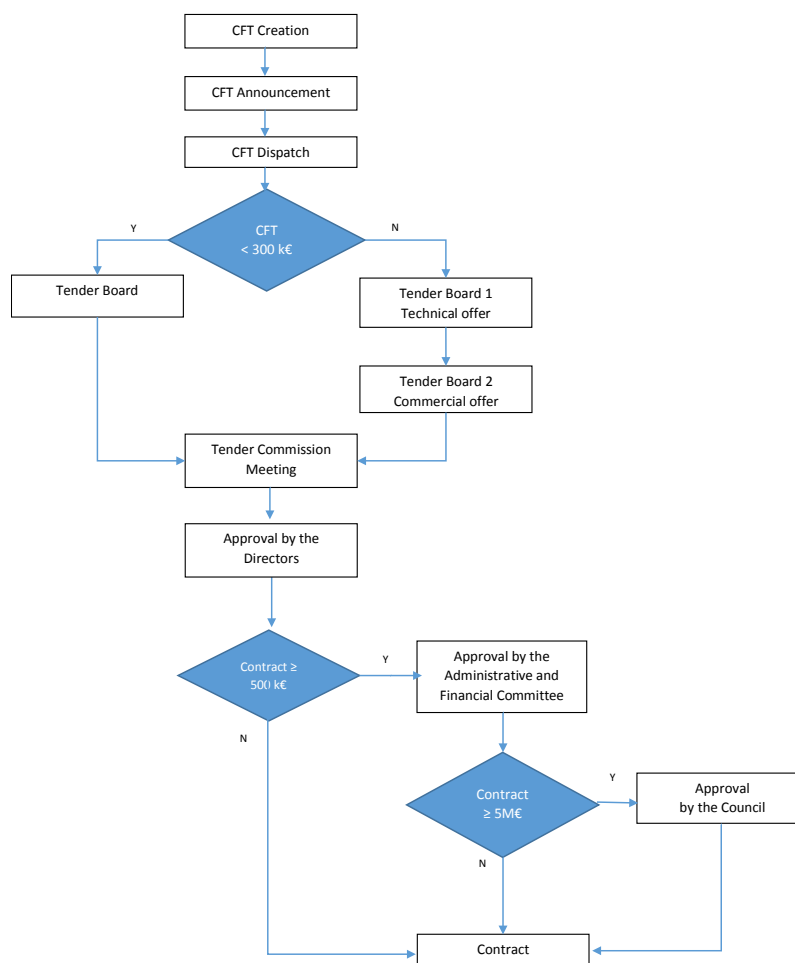 CFT Creation
CFT Announcement
CFT Dispatch
CFT
< 300 k€
Y
N
Tender Board
Tender Board 1
Technical offer
Tender Board 2
Commercial offer
Tender Commission
Meeting
Approval by the
Directors
Contract ≥
500 k€
Y
N
Approval by the
Administrative and
Financial Committee
Contract
≥ 5M€
Y
N
Approval
by the Council
Contract